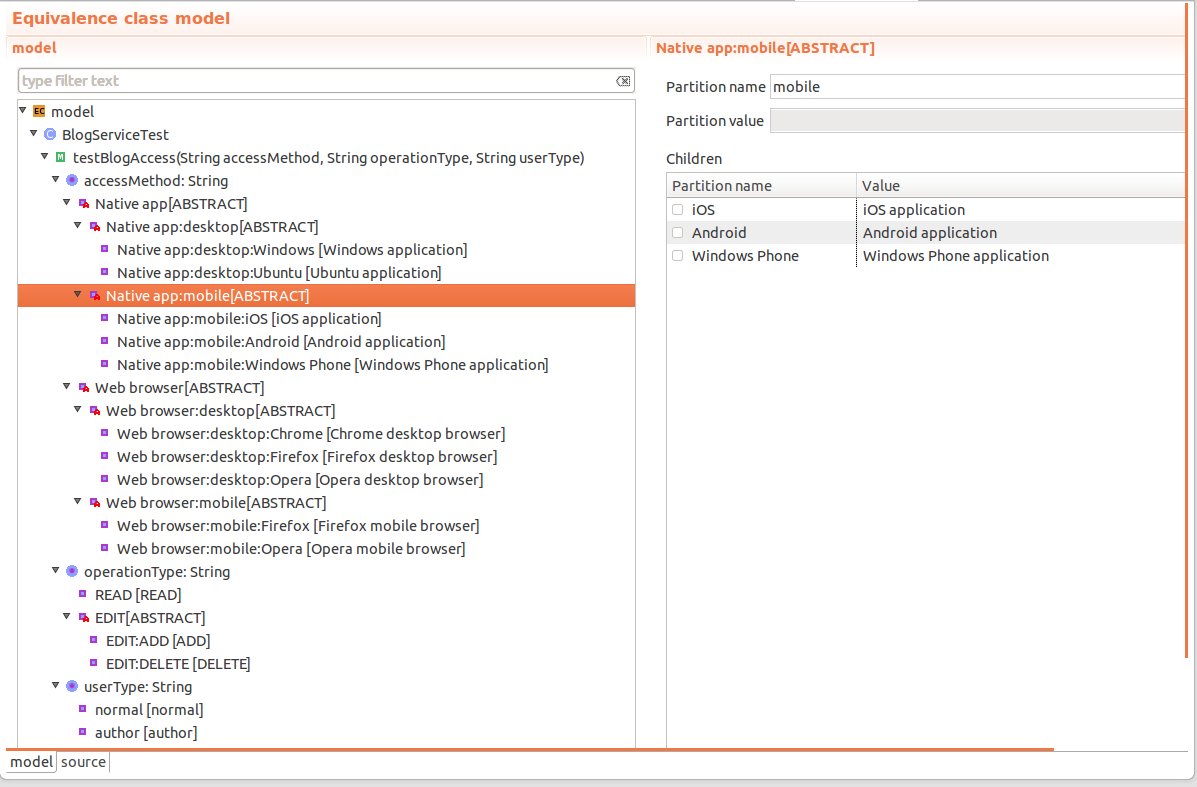 Equivalence class model
model
type filter text
EC model
C BlogServiceTest
M testBlogAccess(String accessMethod, String operationType, String userType)
accessMethod: String
Native app[ABSTRACT]
Native app:desktop[ABSTRACT]
Native app:desktop:Windows [Windows application]
Native app:desktop:Ubuntu [Ubuntu application]
Native app:mobile[ABSTRACT]
Native app:mobile:iOS [iOS application]
Native app:mobile:Android [Android application]
Native app:mobile:Windows Phone [Windows Phone application]
Web browser[ABSTRACT]
Web browser:desktop[ABSTRACT]
Web browser:desktop:Chrome [Chrome desktop browser]
Web browser:desktop:Firefox [Firefox desktop browser]
Web browser:desktop:Opera [Opera desktop browser]
Web browser:mobile[ABSTRACT]
Web browser:mobile:Firefox [Firefox mobile browser]
Web browser:mobile:Opera [Opera mobile browser]
operationType: String
READ [READ]
EDIT[ABSTRACT]
EDIT:ADD [ADD]
EDIT:DELETE [DELETE]
userType: String
normal [normal]
author [author]
model source
Native app:mobile[ABSTRACT]
Partition name mobile
Partition value
Children
Partition name Value
iOS iOS application
Android Android application
Windows Phone Windows Phone application